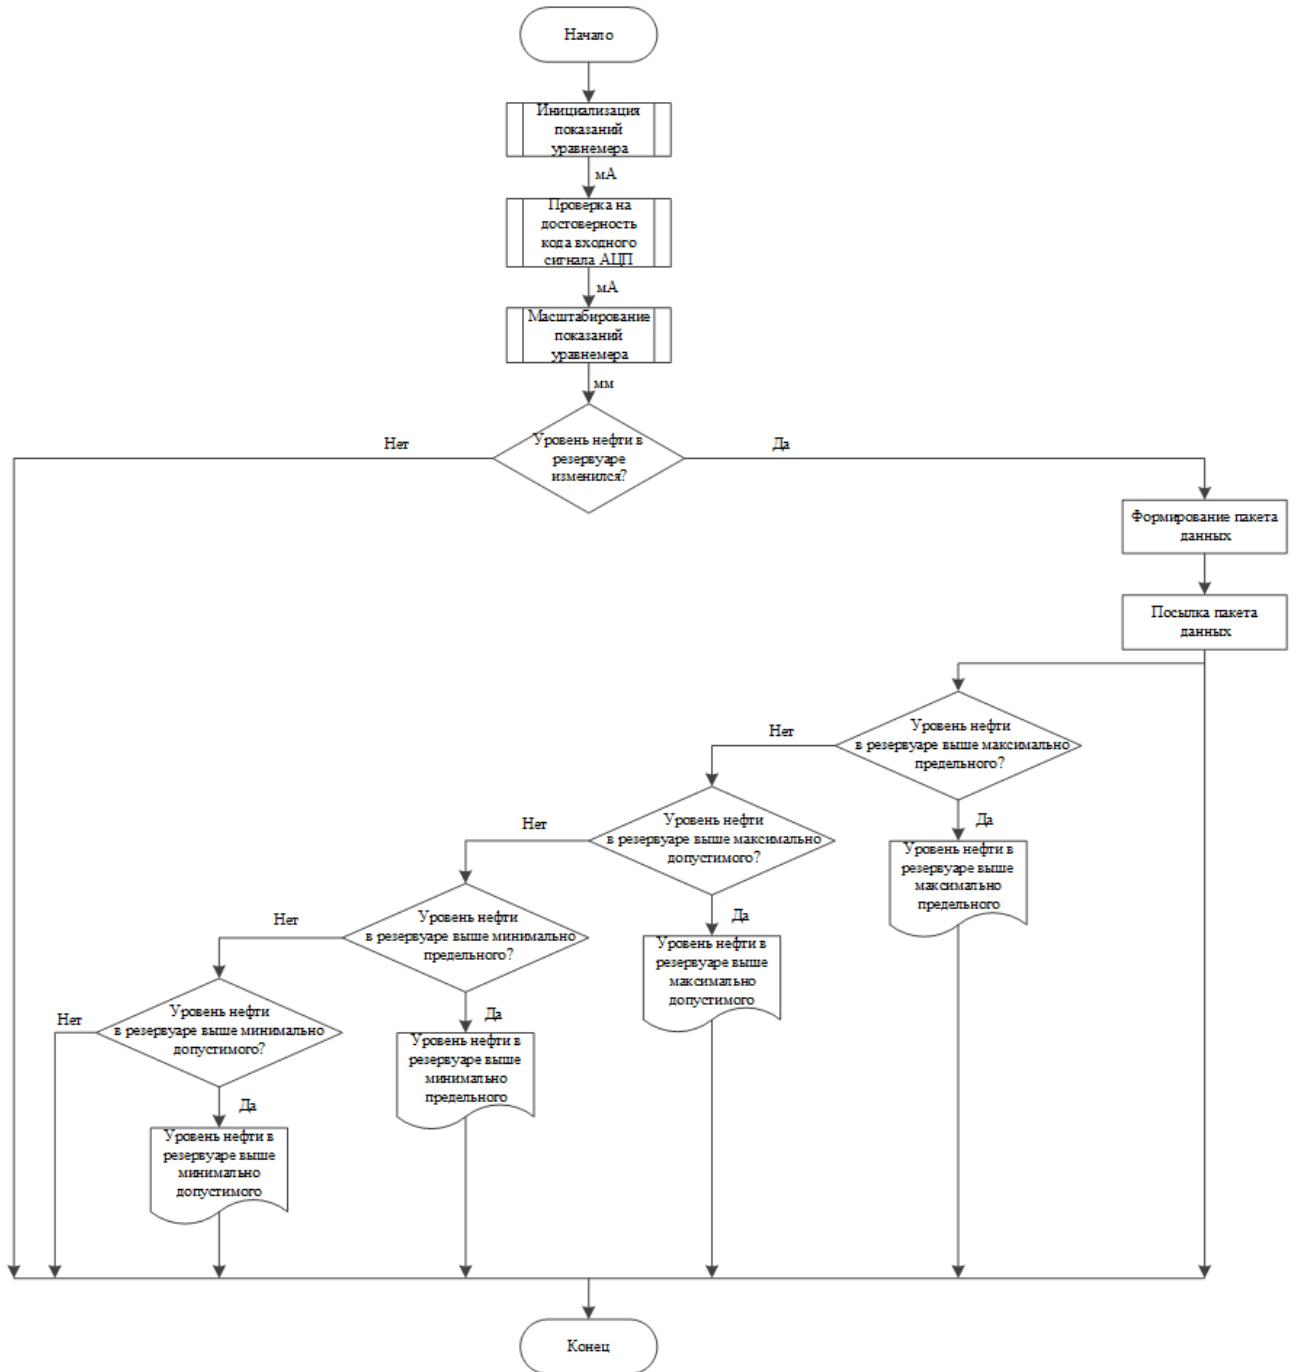 Начало
Инициализация
показаний
уравнемера
мА
Проверка на
достоверность
кода входного
сигнала АЦП
мА
Масштабирование
показаний
уравнемера
мм
Уровень нефти в
резервуаре
изменился?
Нет
Да
Формирование пакета
данных
Посылка пакета
данных
Уровень нефти
в резервуаре выше максимально
предельного?
Нет
Да
Уровень нефти в
резервуаре выше
максимально
предельного
Уровень нефти
в резервуаре выше максимально
допустимого?
Нет
Да
Уровень нефти в
резервуаре выше
максимально
допустимого
Уровень нефти
в резервуаре выше минимально
предельного?
Нет
Да
Уровень нефти в
резервуаре выше
минимально
предельного
Уровень нефти
в резервуаре выше минимально
допустимого?
Нет
Да
Уровень нефти в
резервуаре выше
минимально
допустимого
Конец